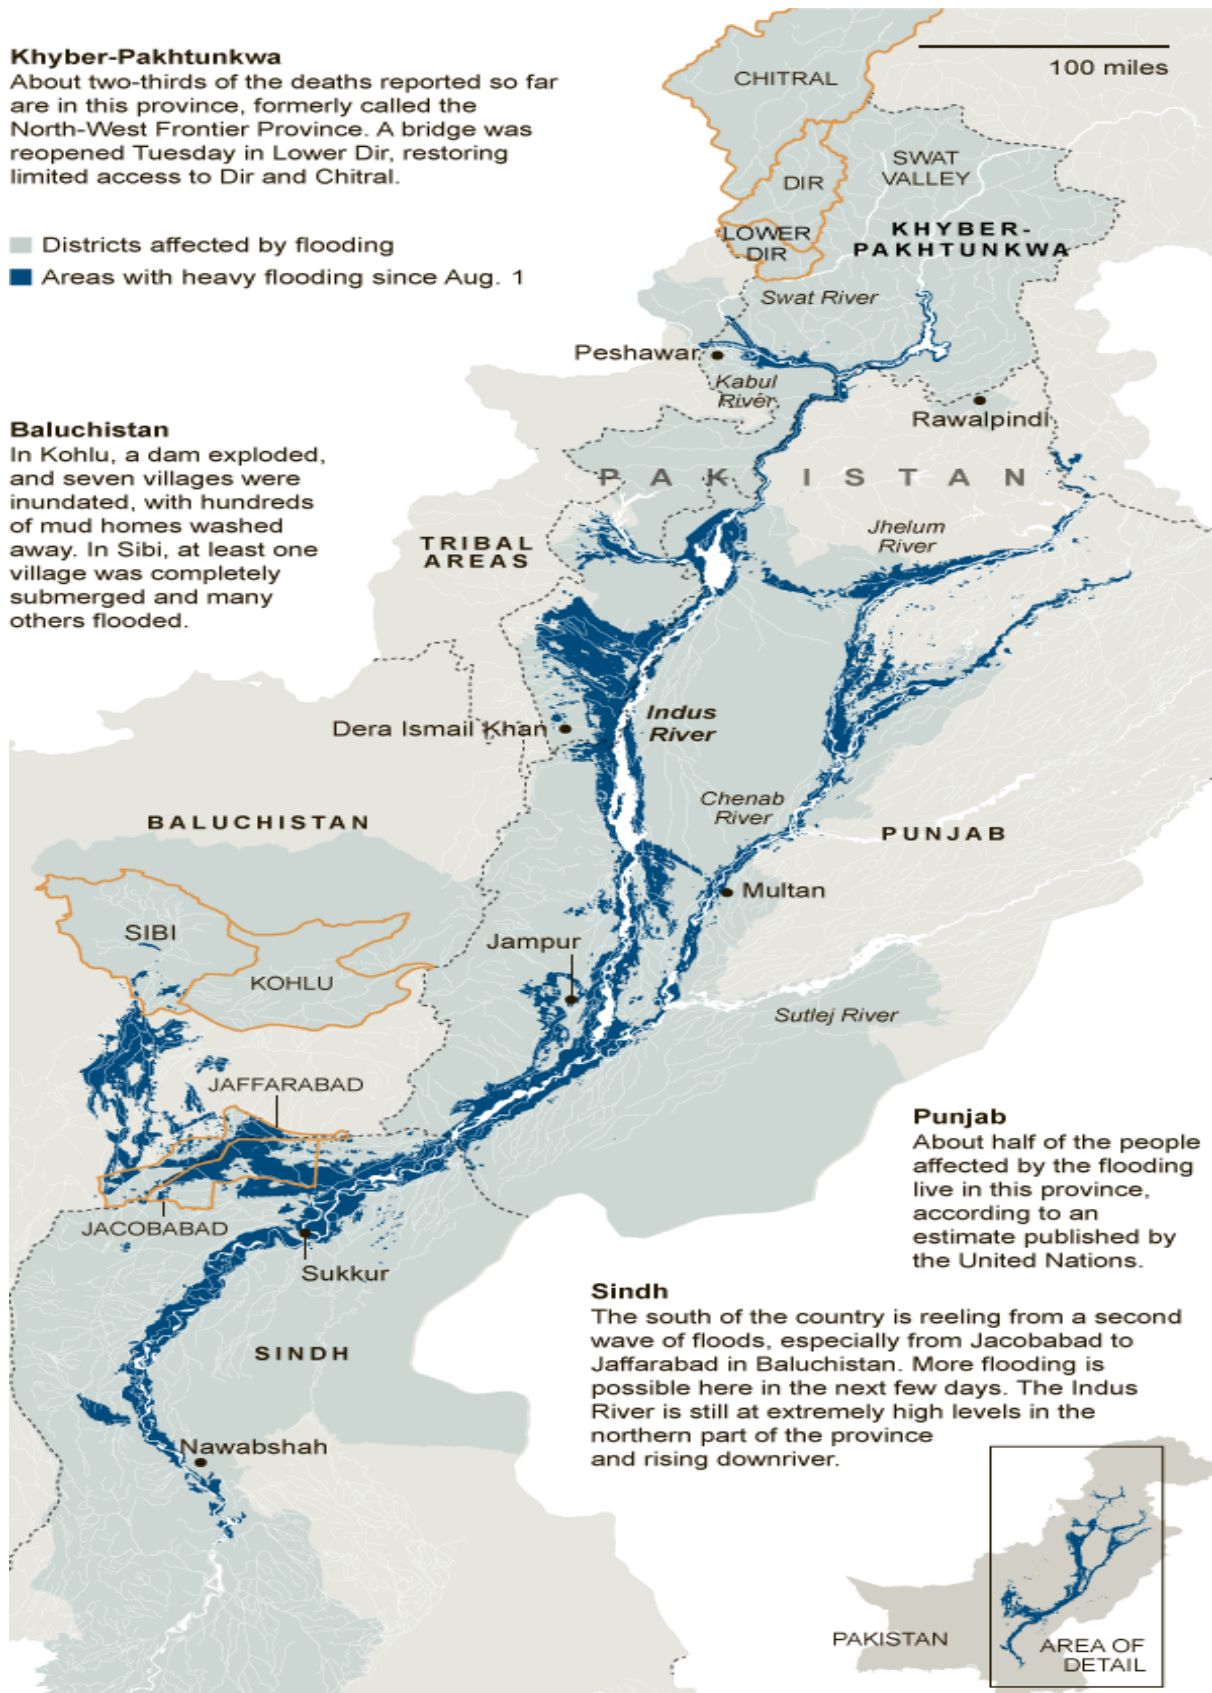 Khyber-Pakhtunkwa
About two-thirds of the deaths reported so far
are in this province, formerly called the
North-West Frontier Province. A bridge was
reopened Tuesday in Lower Dir, restoring
limited access to Dir and Chitral.
Districts affected by flooding
Areas with heavy flooding since Aug. 1
100 miles
CHITRAL
DIR
SWAT
VALLEY
LOWER
DIR
KHYBER-
PAKHTUNKWA
Swat River
Peshawar
Kabul
River
Rawalpindi
Baluchistan
In Kohlu, a dam exploded,
and seven villages were
inundated, with hundreds
of mud homes washed
away. In Sibi, at least one
village was completely
submerged and many
others flooded.
PAKISTAN
TRIBAL
AREAS
Jhelum
River
Dera Ismail Khan
Indus
River
Chenab
River
BALUCHISTAN
PUNJAB
Multan
SIBI
Jampur
KOHLU
Sutlej River
JAFFARABAD
JACOBABAD
Sukkur
Punjab
About half of the people
affected by the flooding
live in this province,
according to an
estimate published by
the United Nations.
SINDH
Sindh
The south of the country is reeling from a second
wave of floods, especially from Jacobabad to
Jaffarabad in Baluchistan. More flooding is
possible here in the next few days. The Indus
River is still at extremely high levels in the
northern part of the province
and rising downriver.
Nawabshah
PAKISTAN
AREA OF
DETAIL